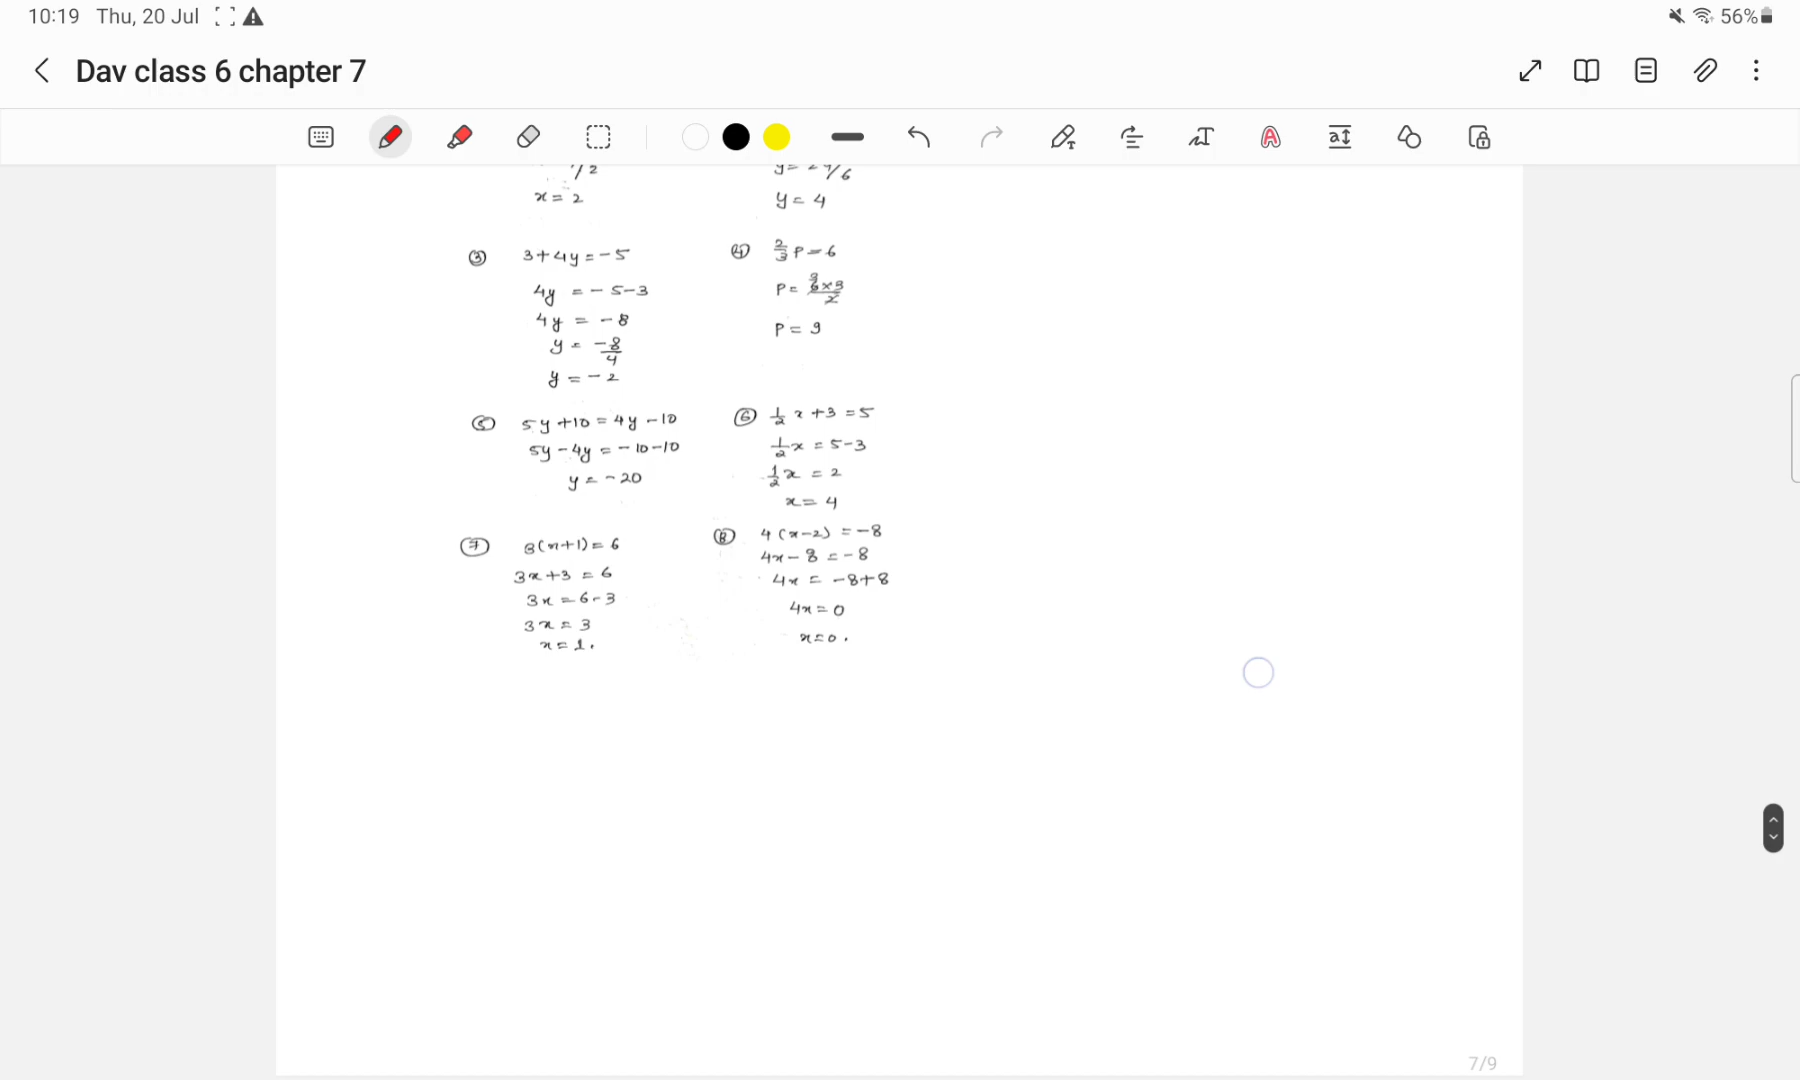 10:19 Thu, 20 Jul
56%
Dav class 6 chapter 7
x = 2
y = 24/6
y = 4
③ 3+4y = -5
4y = -5-3
4y = -8
y = -8/4
y = -2
④ 2/3 P = 6
P = 6×3/2
3
P = 9
⑤ 5y+10 = 4y-10
5y-4y = -10-10
y = -20
⑥ 1/2 x+3 = 5
1/2 x = 5-3
1/2 x = 2
x = 4
⑦ 3(x+1) = 6
3x+3 = 6
3x = 6-3
3x = 3
x = 1.
⑧ 4(x-2) = -8
4x-8 = -8
4x = -8+8
4x = 0
x = 0.
7/9